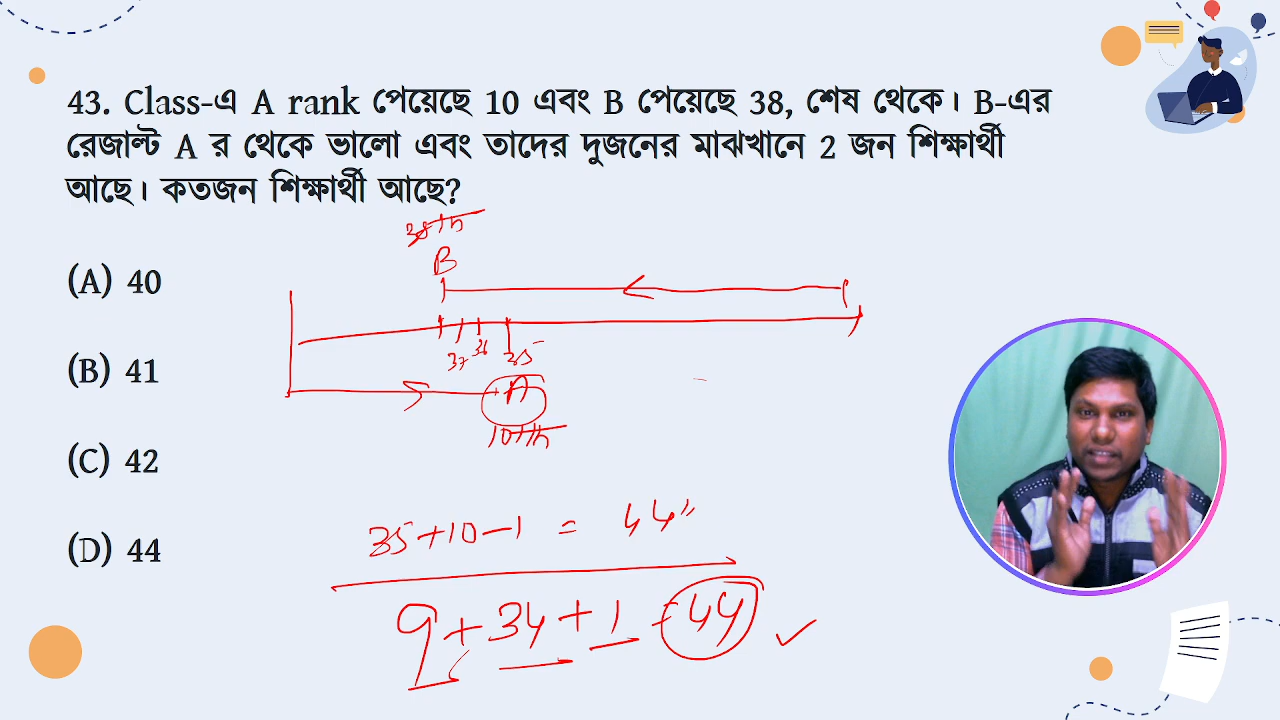 43. Class-এ A rank পেয়েছে 10 এবং B পেয়েছে 38, শেষ থেকে। B-এর
রেজাল্ট A র থেকে ভালো এবং তাদের দুজনের মাঝখানে 2 জন শিক্ষার্থী
আছে। কতজন শিক্ষার্থী আছে?
38th
B
(A) 40
37 36 35
(B) 41
A
10th
(C) 42
35+10-1 = 44
(D) 44
9+34+1=44